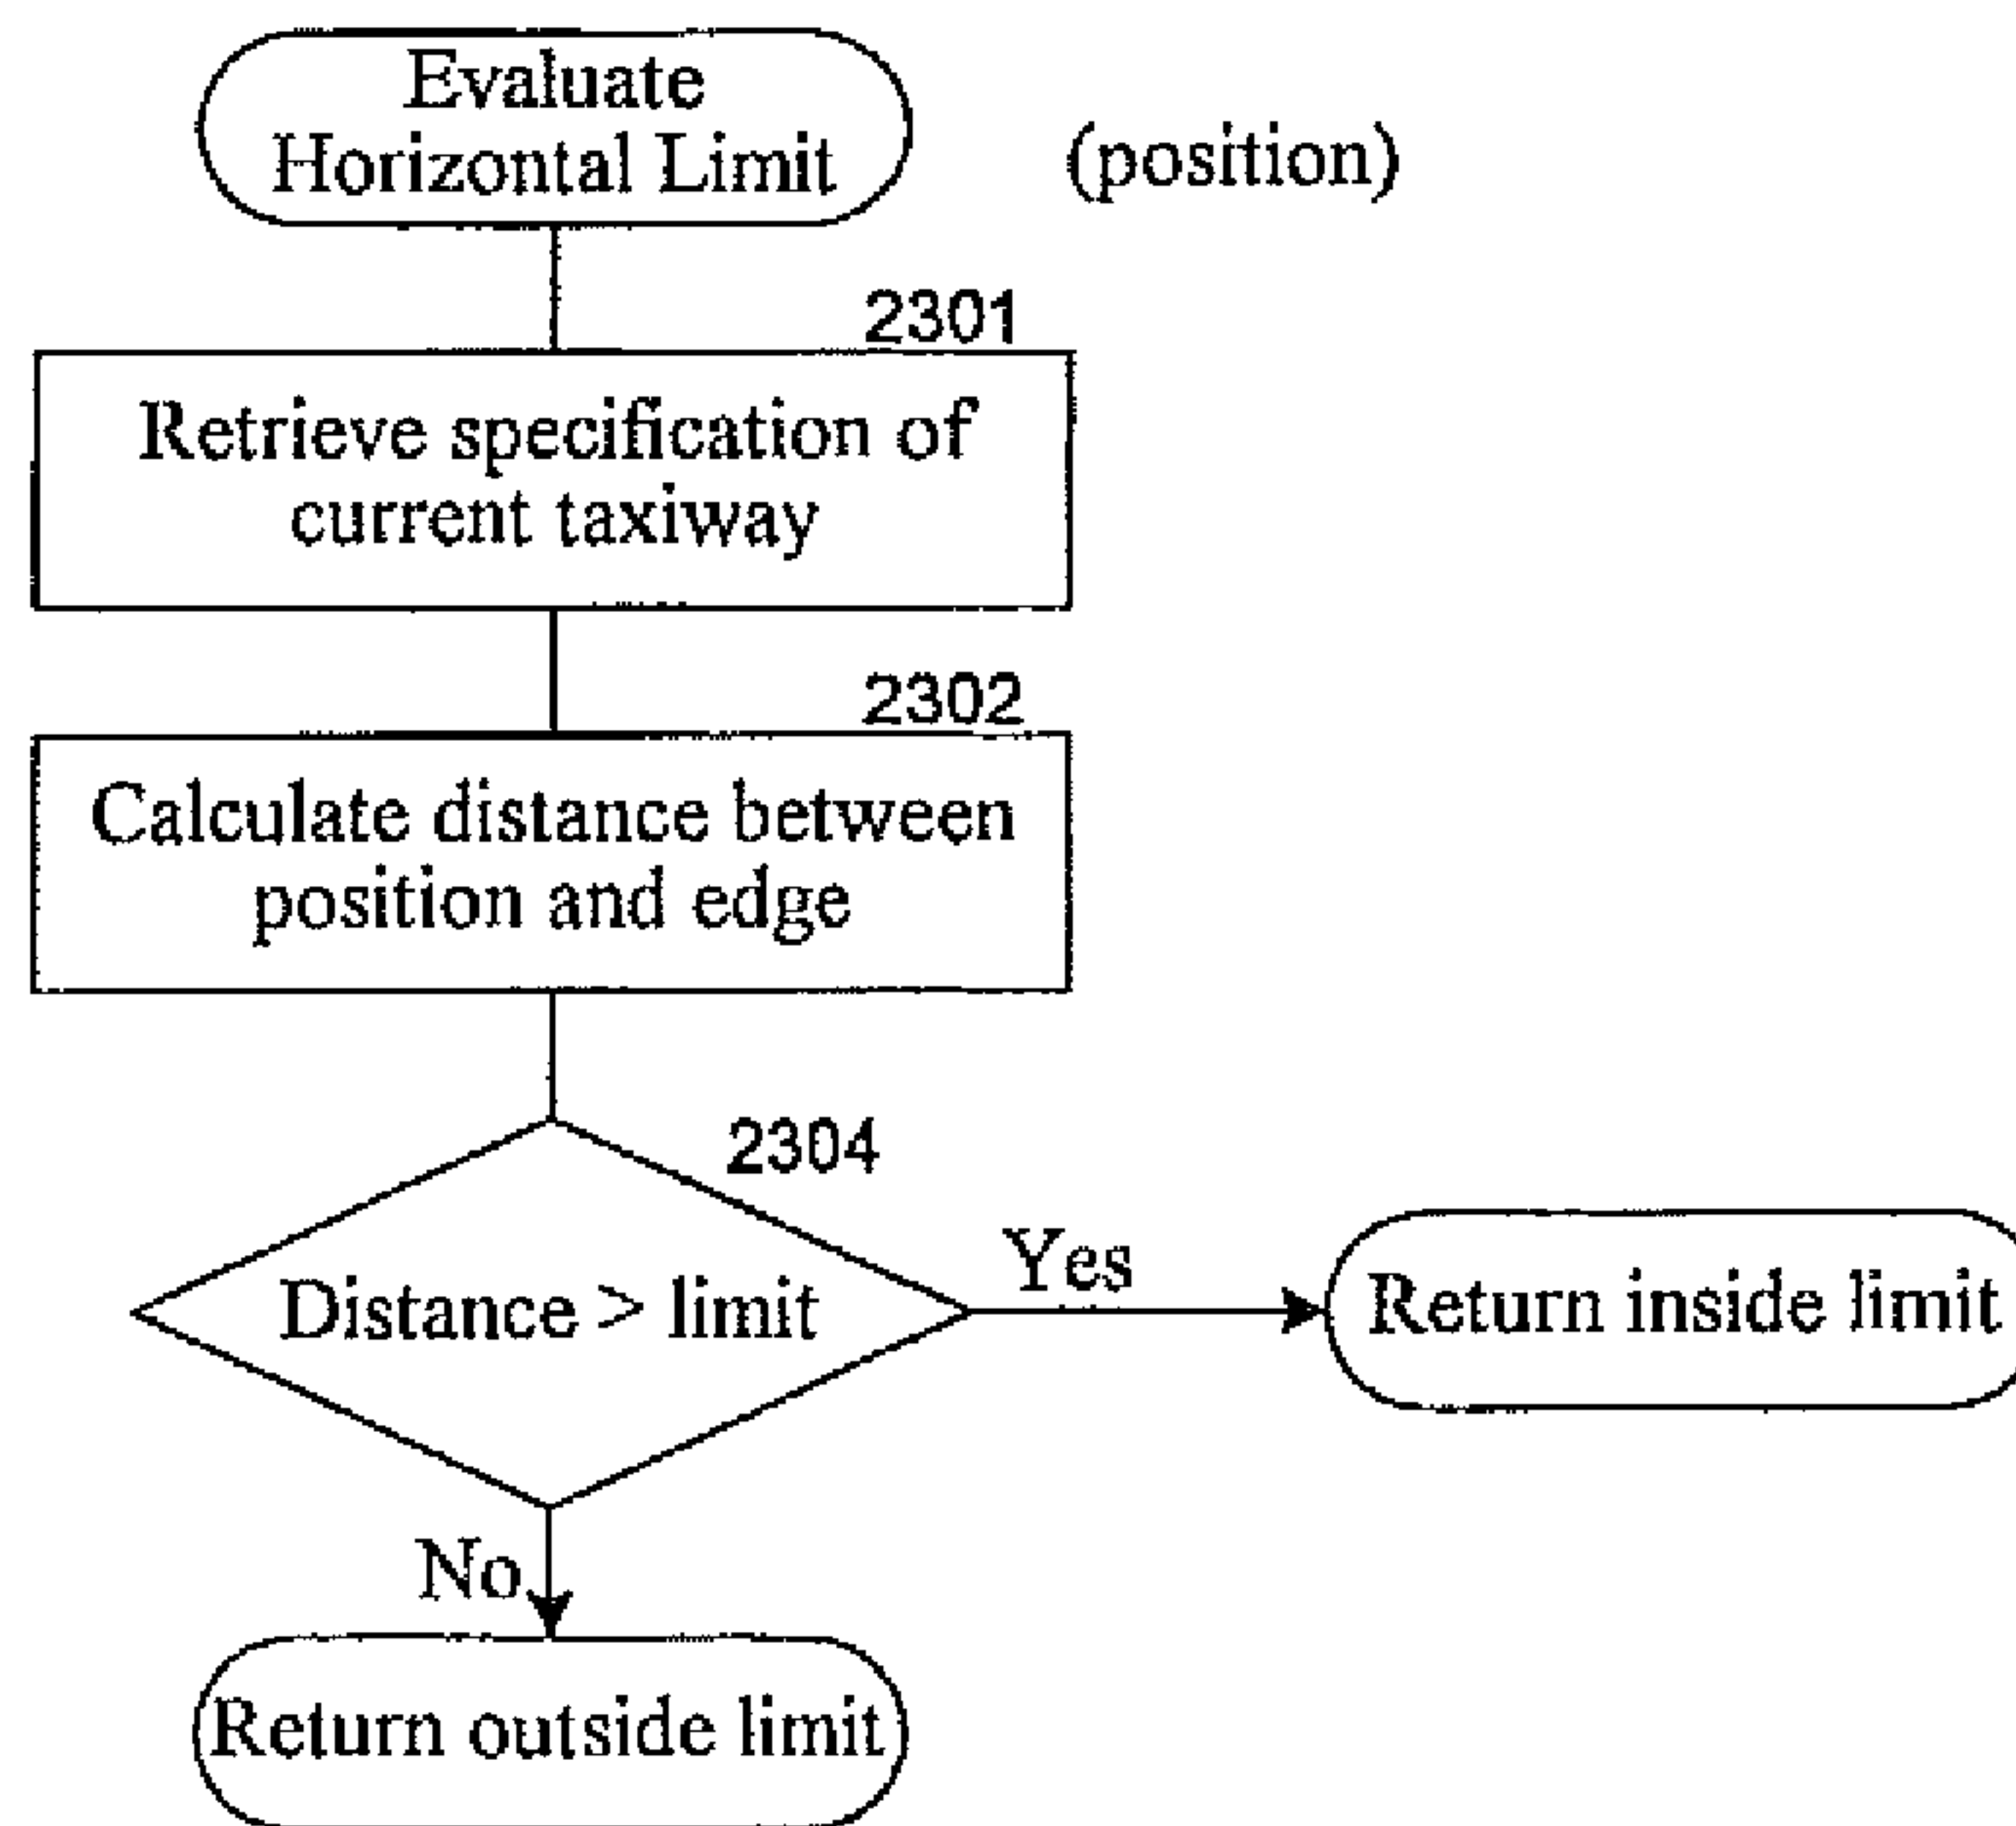 Evaluate
Horizontal Limit
(position)
2301
Retrieve specification of
current taxiway
2302
Calculate distance between
position and edge
2304
Distance > limit
Yes
Return inside limit
No
Return outside limit